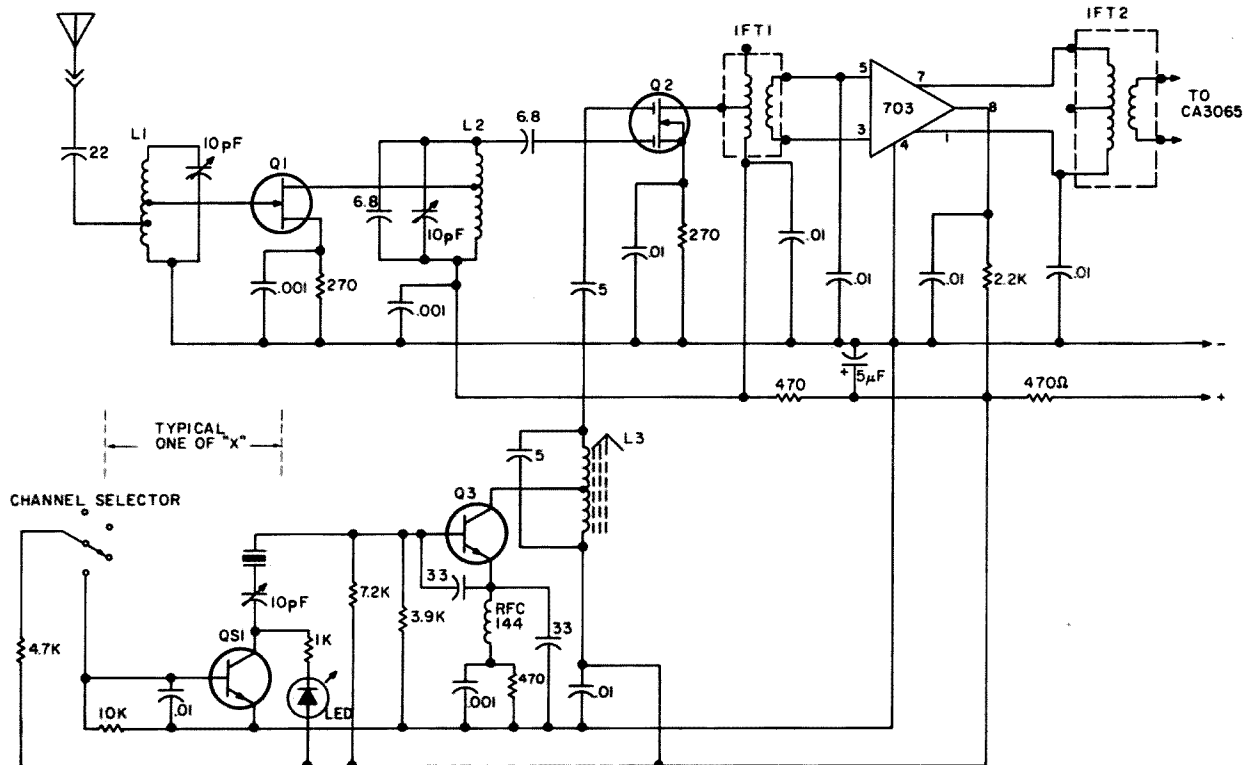 IFT1
IFT2
Q2
5
7
703
8
3
4
1
TO
CA3065
6.8
L1
10pF
22
Q1
L2
6.8
10pF
.001
270
.001
5
.01
270
.01
.01
.01
2.2K
.01
-
+
5µF
470
470Ω
+
TYPICAL
ONE OF "X"
CHANNEL SELECTOR
5
L3
Q3
33
10pF
7.2K
3.9K
RFC
144
33
QS1
1K
4.7K
.01
LED
.001
470
.01
10K